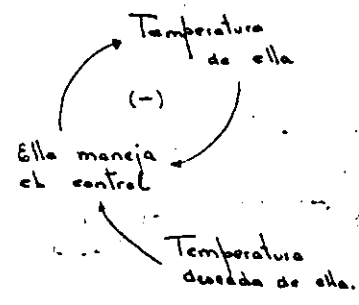 Temperatura
de ella
(-)
Ella maneja
el control
Temperatura
deseada de ella.